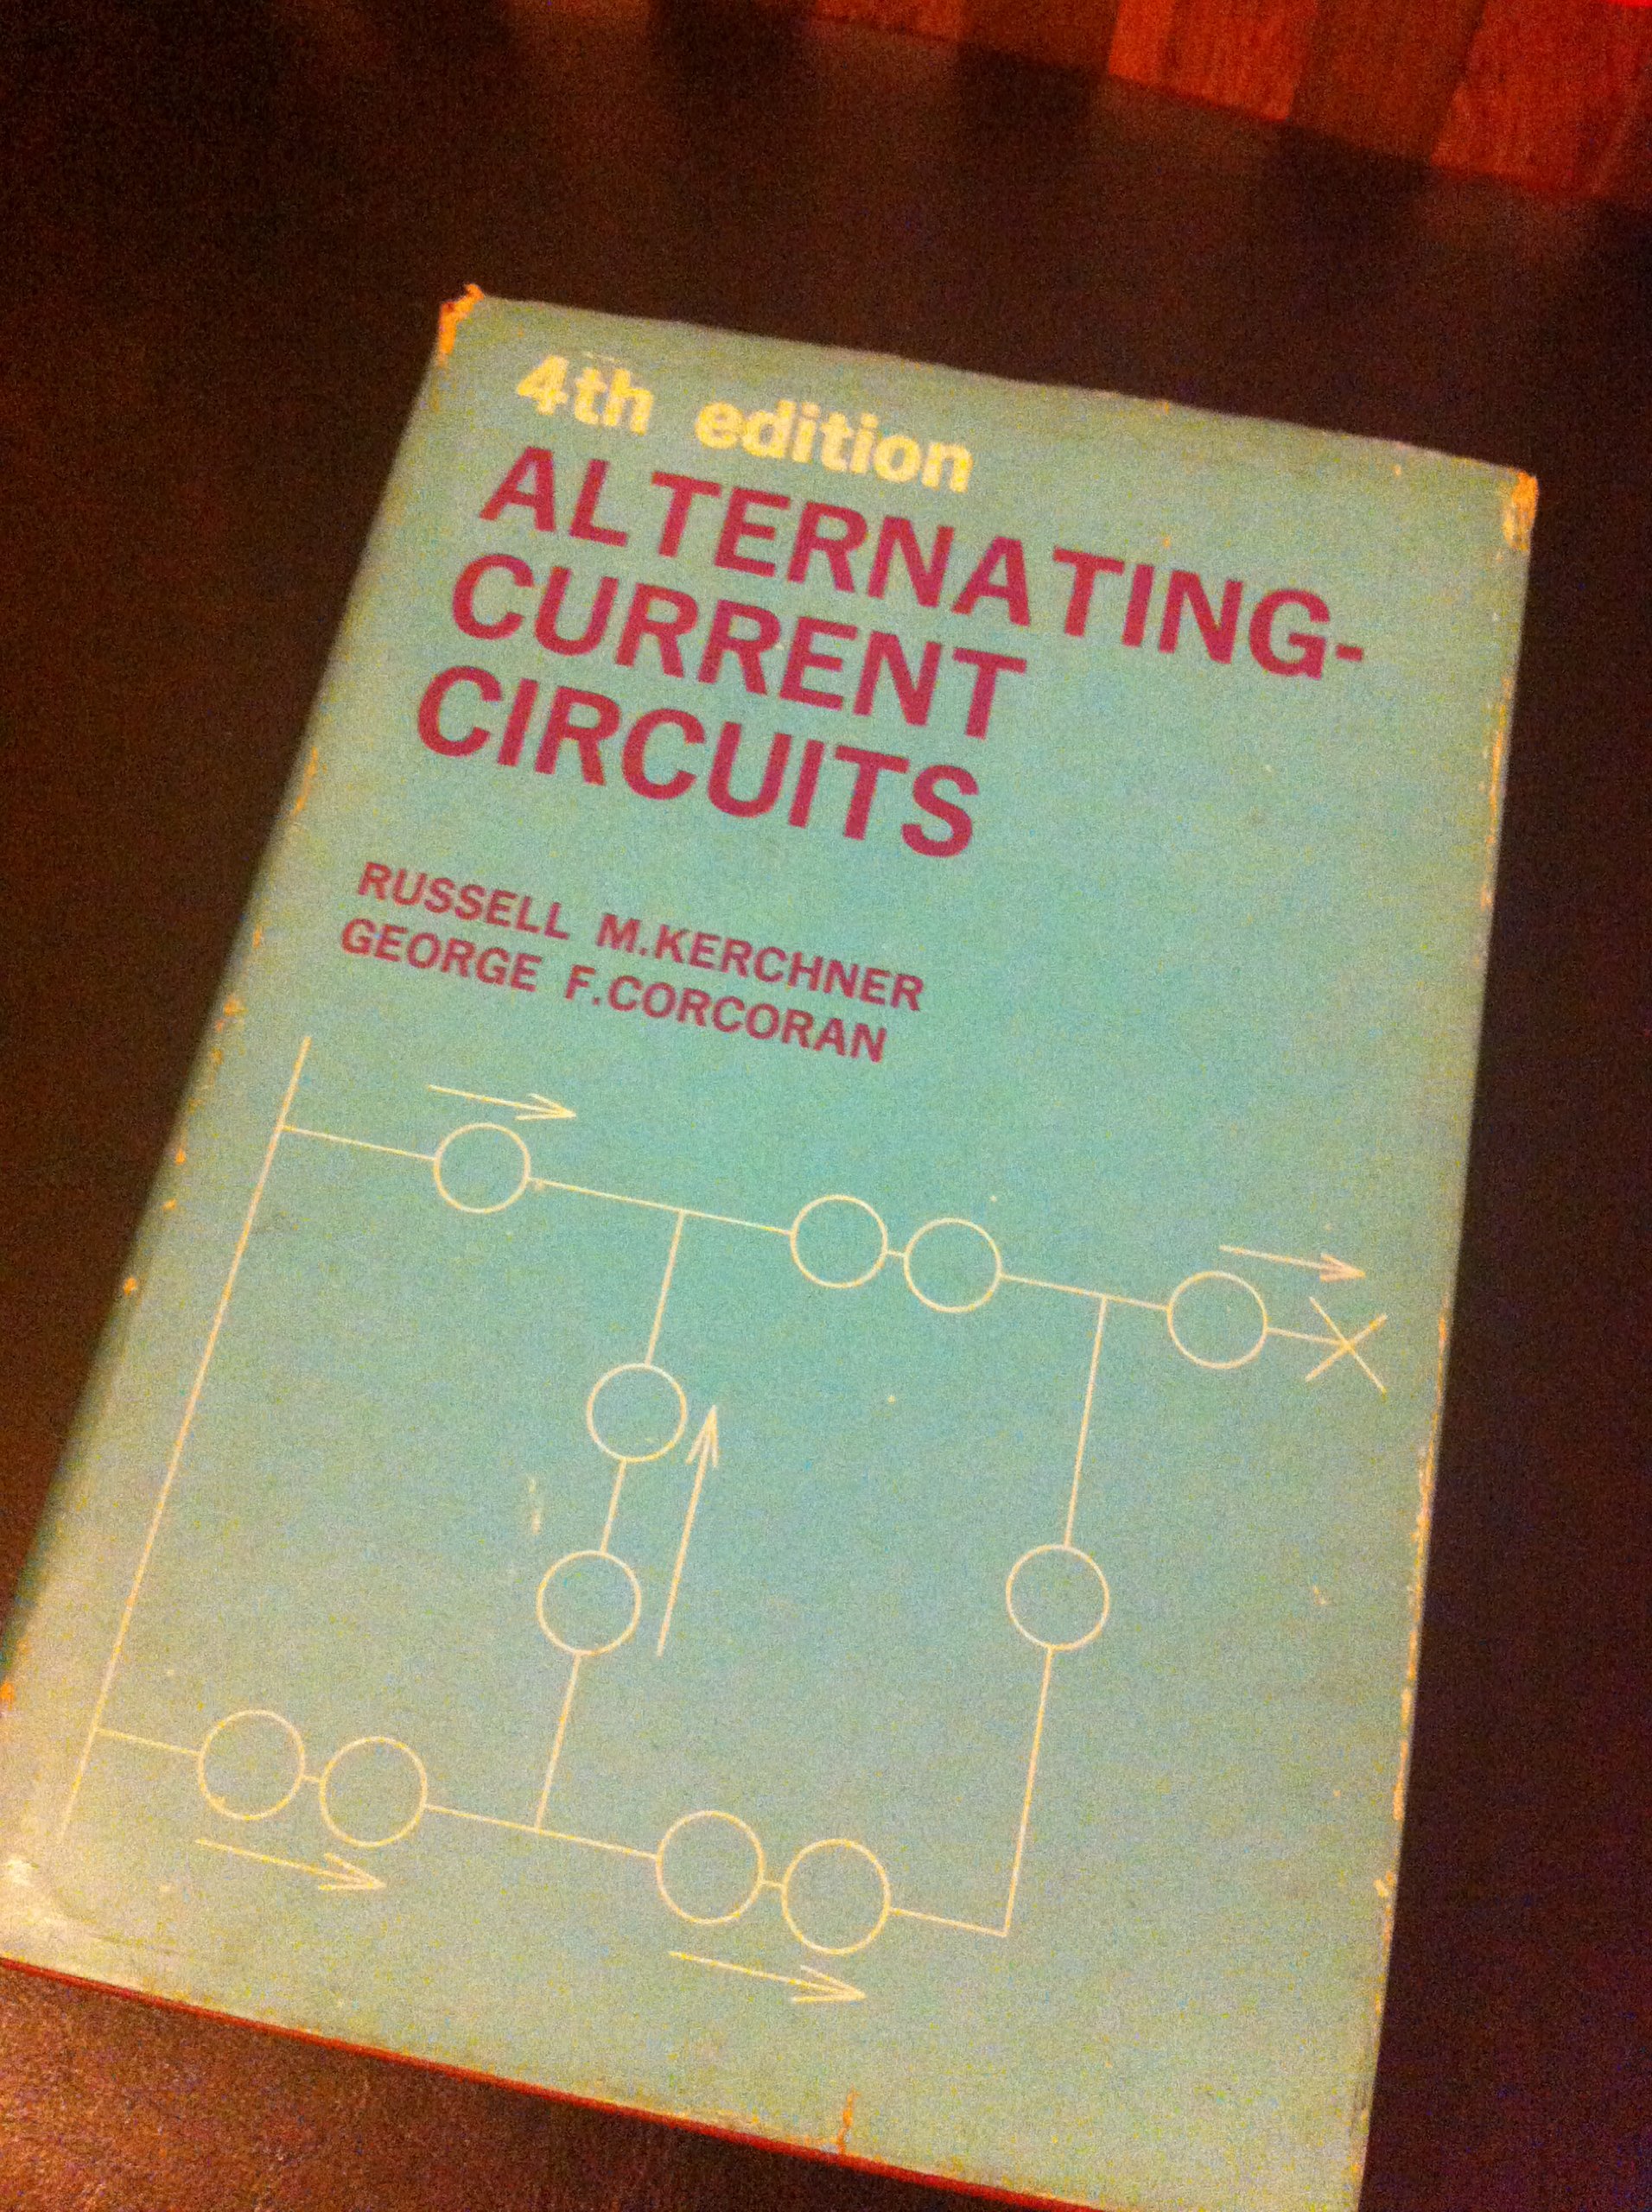 4th edition
ALTERNATING-
CURRENT
CIRCUITS
RUSSELL M.KERCHNER
GEORGE F.CORCORAN